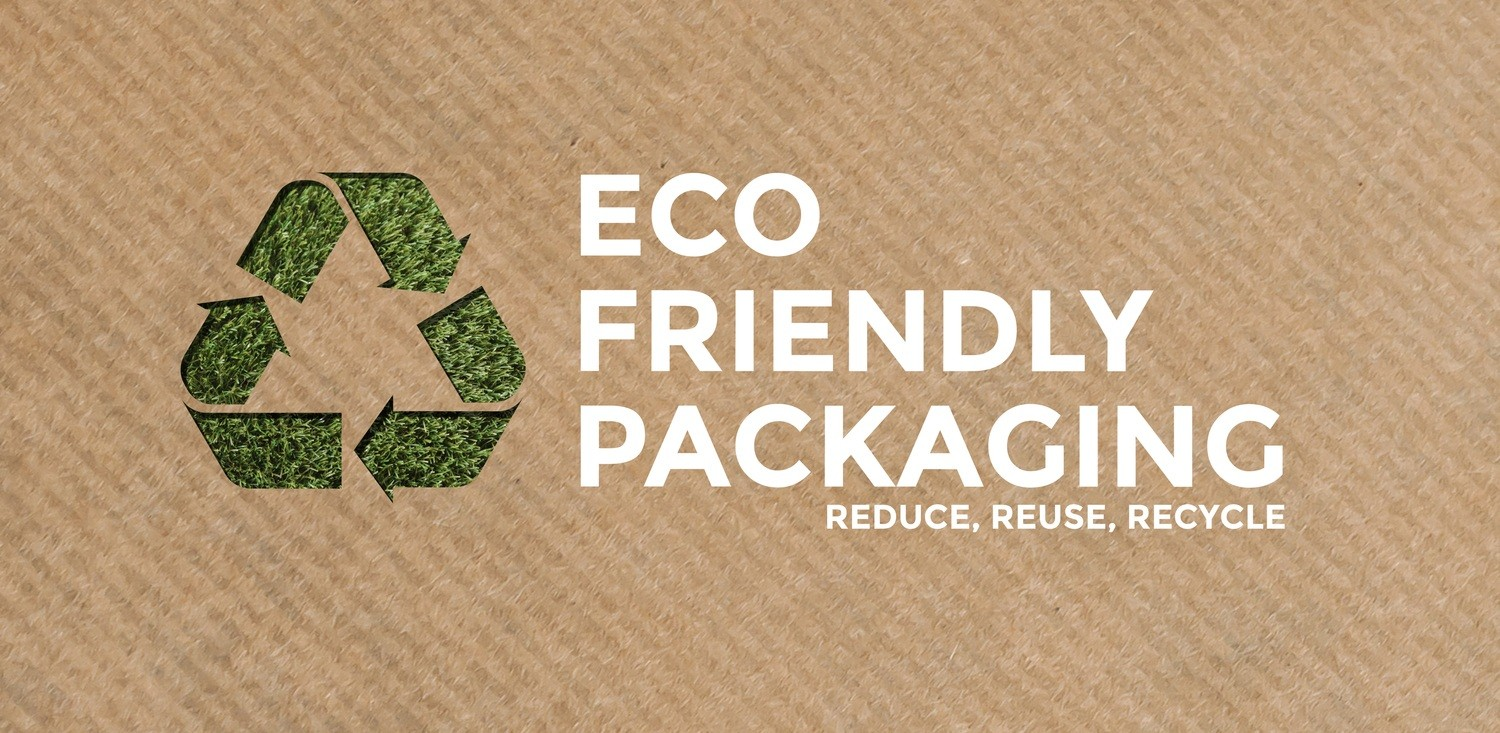 ECO
FRIENDLY
PACKAGING
REDUCE, REUSE, RECYCLE